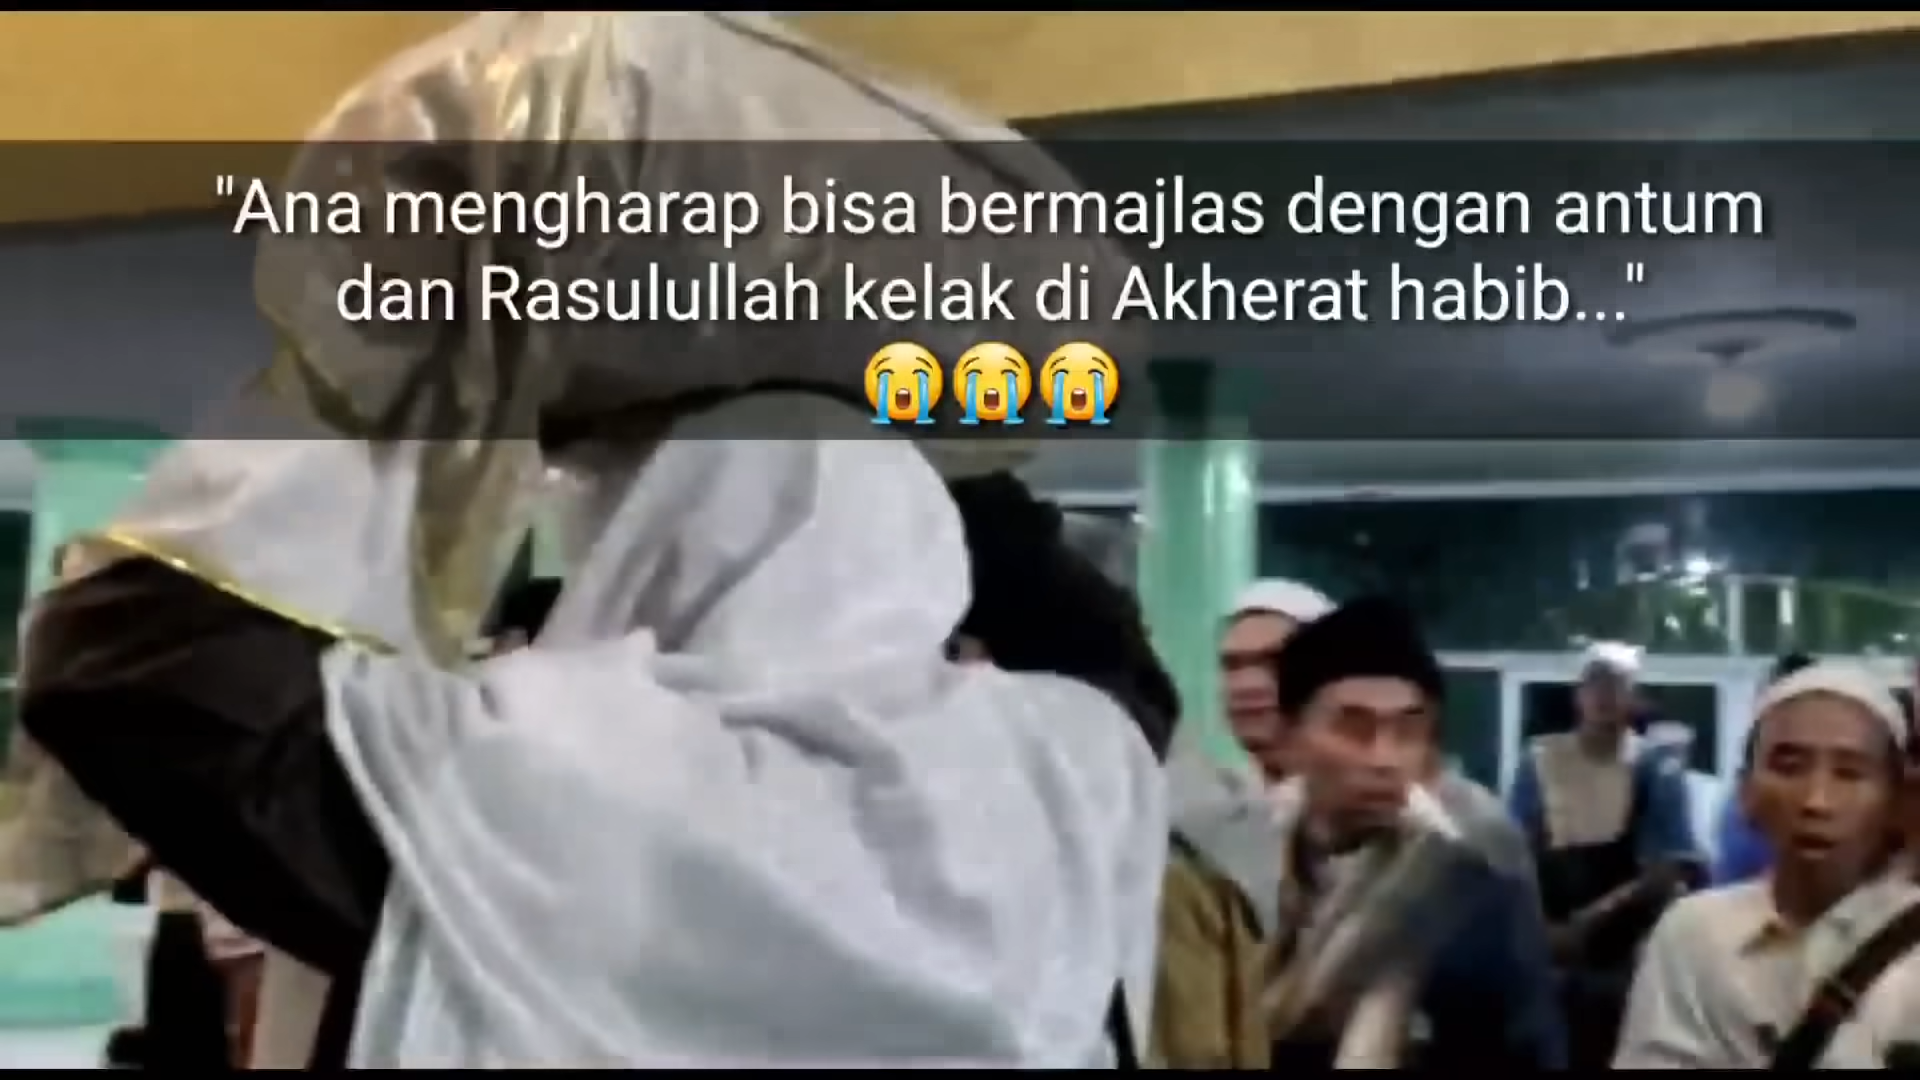 "Ana mengharap bisa bermajlas dengan antum
dan Rasulullah kelak di Akherat habib..."
😭😭😭